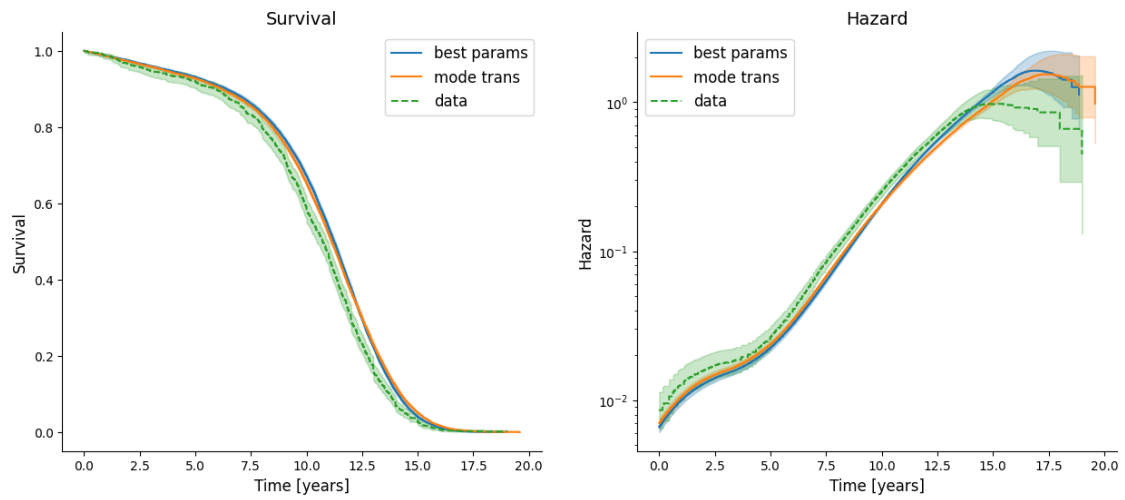 Survival
1.0
0.8
0.6
0.4
0.2
0.0
Survival
0.0
2.5
5.0
7.5
10.0
12.5
15.0
17.5
20.0
Time [years]
best params
mode trans
data
Hazard
10⁰
10⁻¹
10⁻²
Hazard
0.0
2.5
5.0
7.5
10.0
12.5
15.0
17.5
20.0
Time [years]
best params
mode trans
data